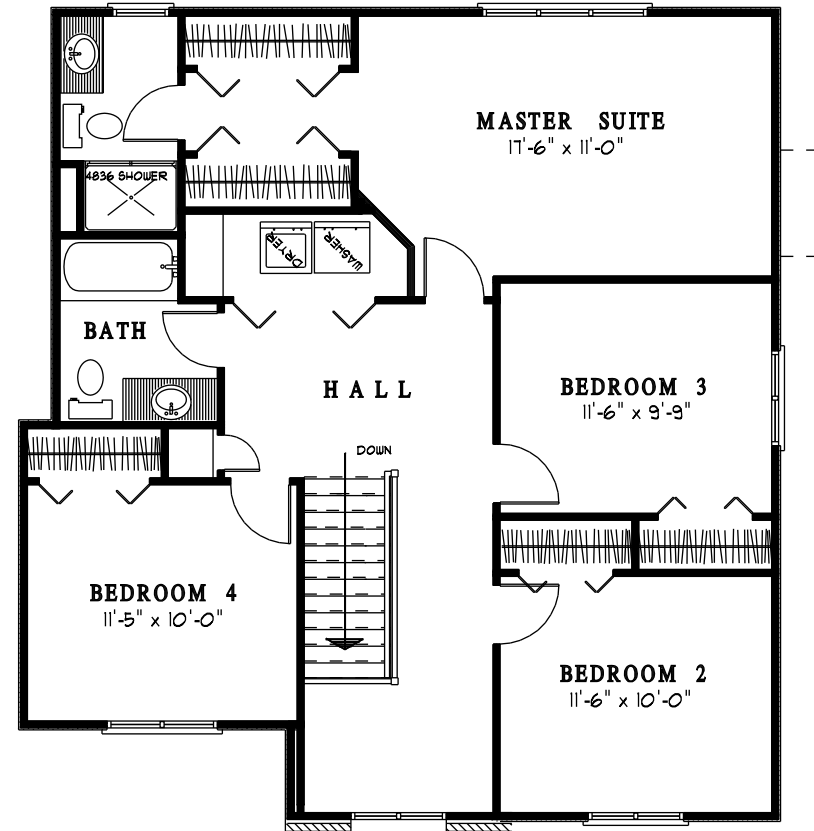 MASTER SUITE
17'-6" x 11'-0"
4836 SHOWER
DRYER
WASHER
BATH
HALL
BEDROOM 3
11'-6" x 9'-9"
DOWN
BEDROOM 4
11'-5" x 10'-0"
BEDROOM 2
11'-6" x 10'-0"